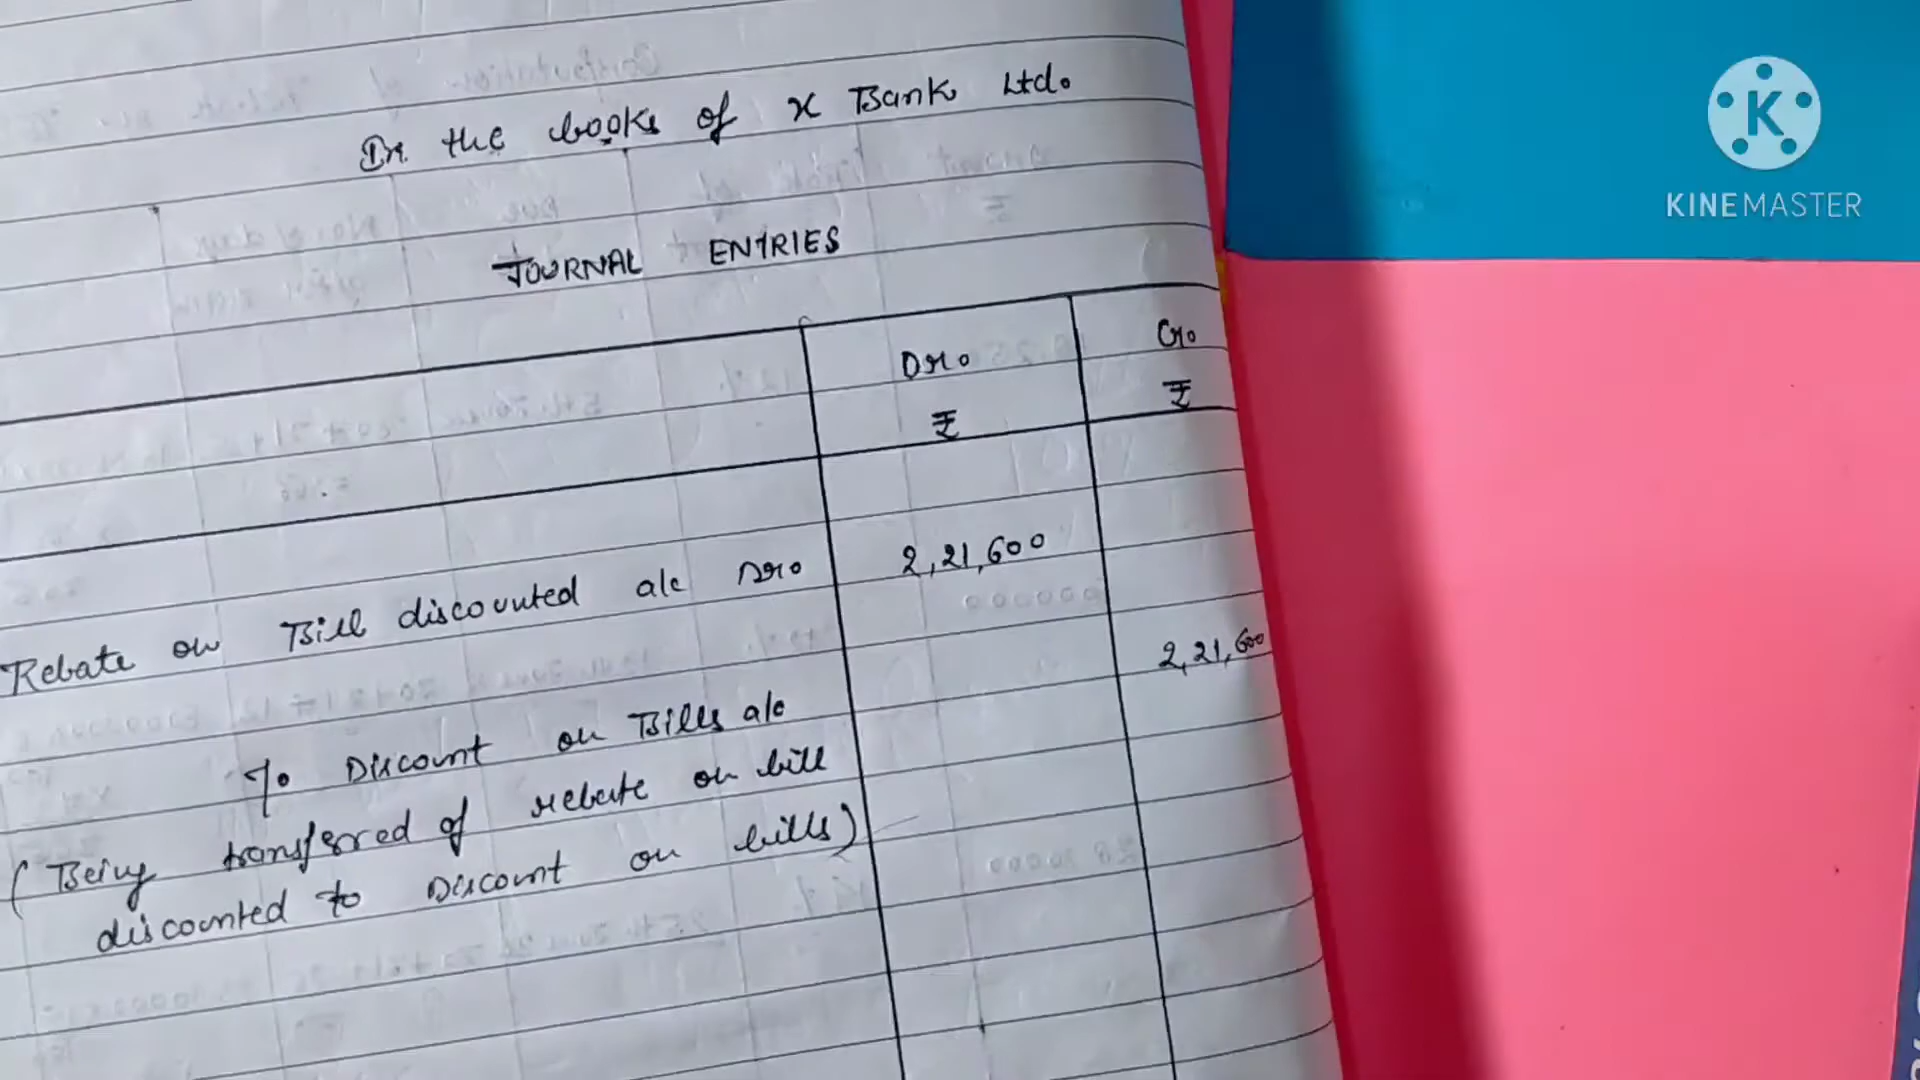 In the books of X Bank Ltd.
JOURNAL ENTRIES
Dr. Cr.
₹ ₹
Rebate on Bill discounted a/c Dr. 2,21,600
To Discount on Bills a/c 2,21,600
(Being transferred of rebate on bill
discounted to Discount on bills)
K
KINEMASTER